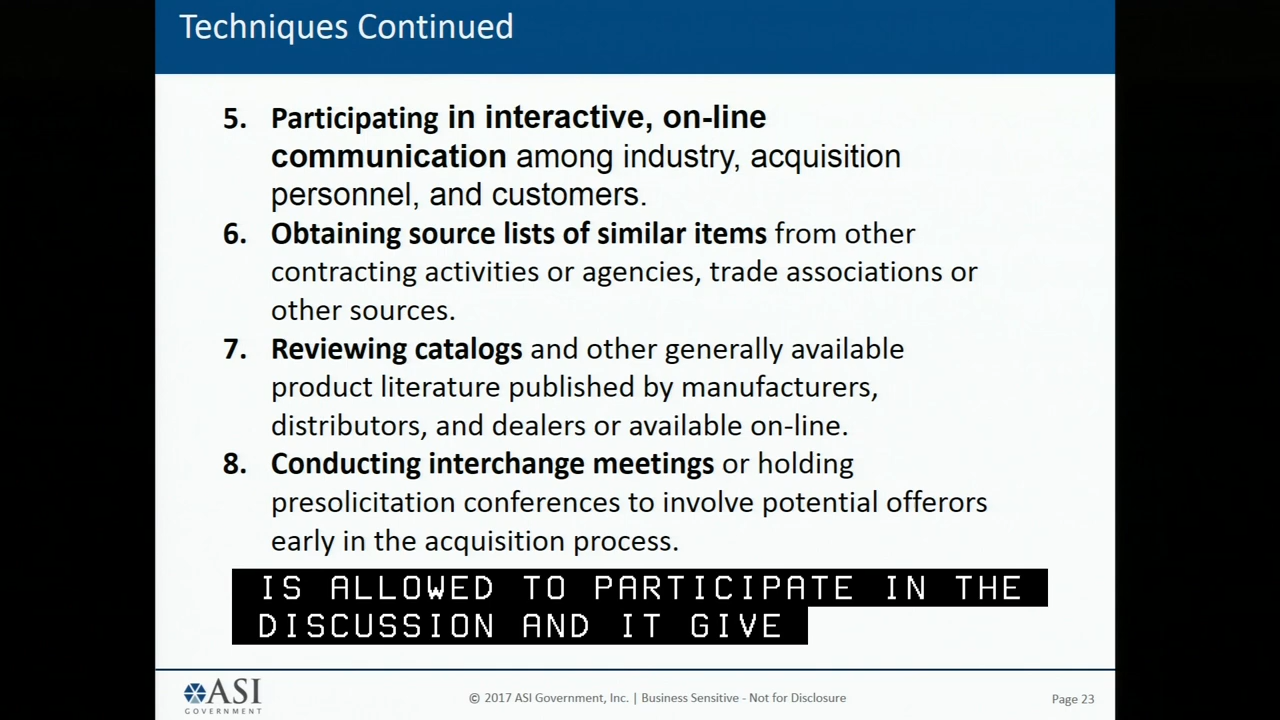 Techniques Continued
5. Participating in interactive, on-line
communication among industry, acquisition
personnel, and customers.
6. Obtaining source lists of similar items from other
contracting activities or agencies, trade associations or
other sources.
7. Reviewing catalogs and other generally available
product literature published by manufacturers,
distributors, and dealers or available on-line.
8. Conducting interchange meetings or holding
presolicitation conferences to involve potential offerors
early in the acquisition process.
IS ALLOWED TO PARTICIPATE IN THE
DISCUSSION AND IT GIVE
ASI
GOVERNMENT
© 2017 ASI Government, Inc. | Business Sensitive - Not for Disclosure
Page 23